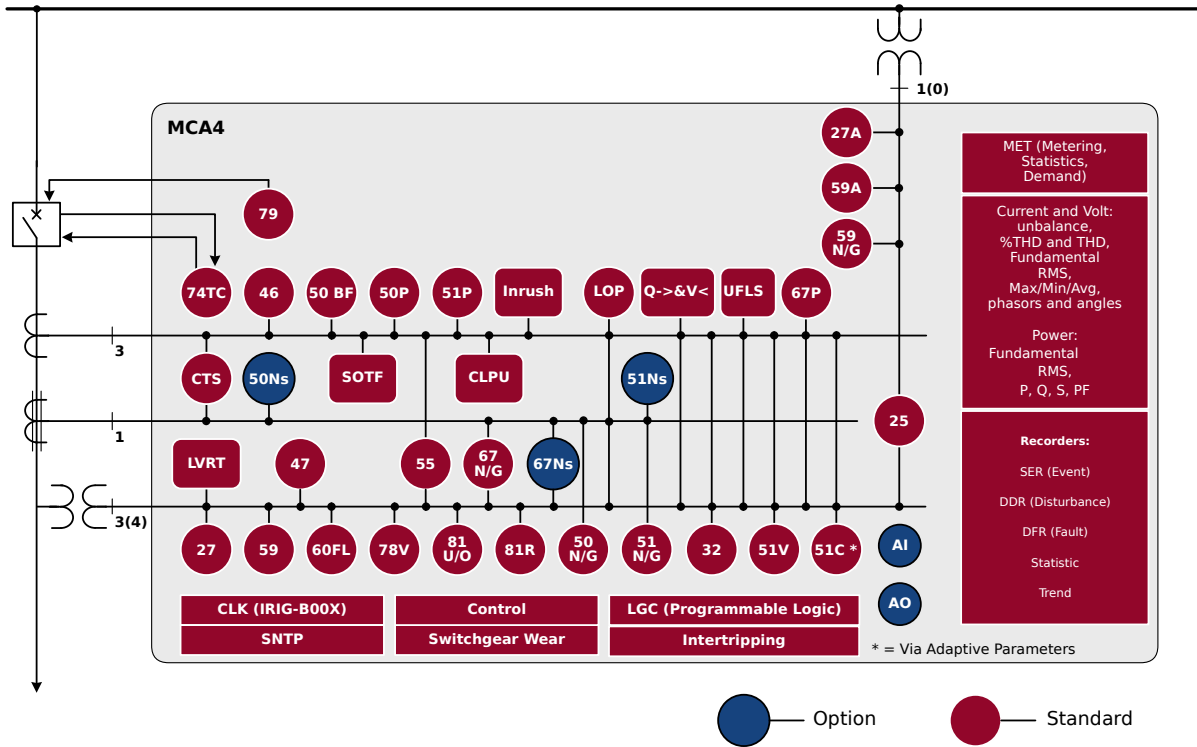 1(0)
MCA4
27A
59A
59
N/G
79
74TC
46
50 BF
50P
51P
Inrush
LOP
Q->&V<
UFLS
67P
3
CTS
50Ns
SOTF
CLPU
51Ns
25
1
LVRT
47
55
67
N/G
67Ns
3(4)
27
59
60FL
78V
81
U/O
81R
50
N/G
51
N/G
32
51V
51C *
AI
AO
MET (Metering,
Statistics,
Demand)
Current and Volt:
unbalance,
%THD and THD,
Fundamental
RMS,
Max/Min/Avg,
phasors and angles
Power:
Fundamental
RMS,
P, Q, S, PF
Recorders:
SER (Event)
DDR (Disturbance)
DFR (Fault)
Statistic
Trend
CLK (IRIG-B00X)
Control
LGC (Programmable Logic)
SNTP
Switchgear Wear
Intertripping
* = Via Adaptive Parameters
Option
Standard